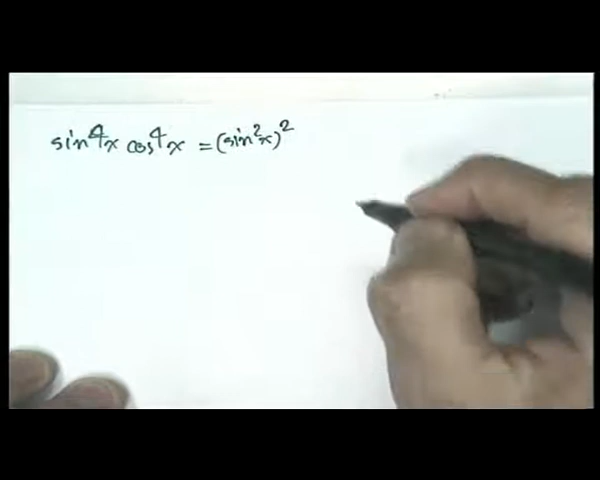 sin⁴x cos⁴x = (sin²x)²